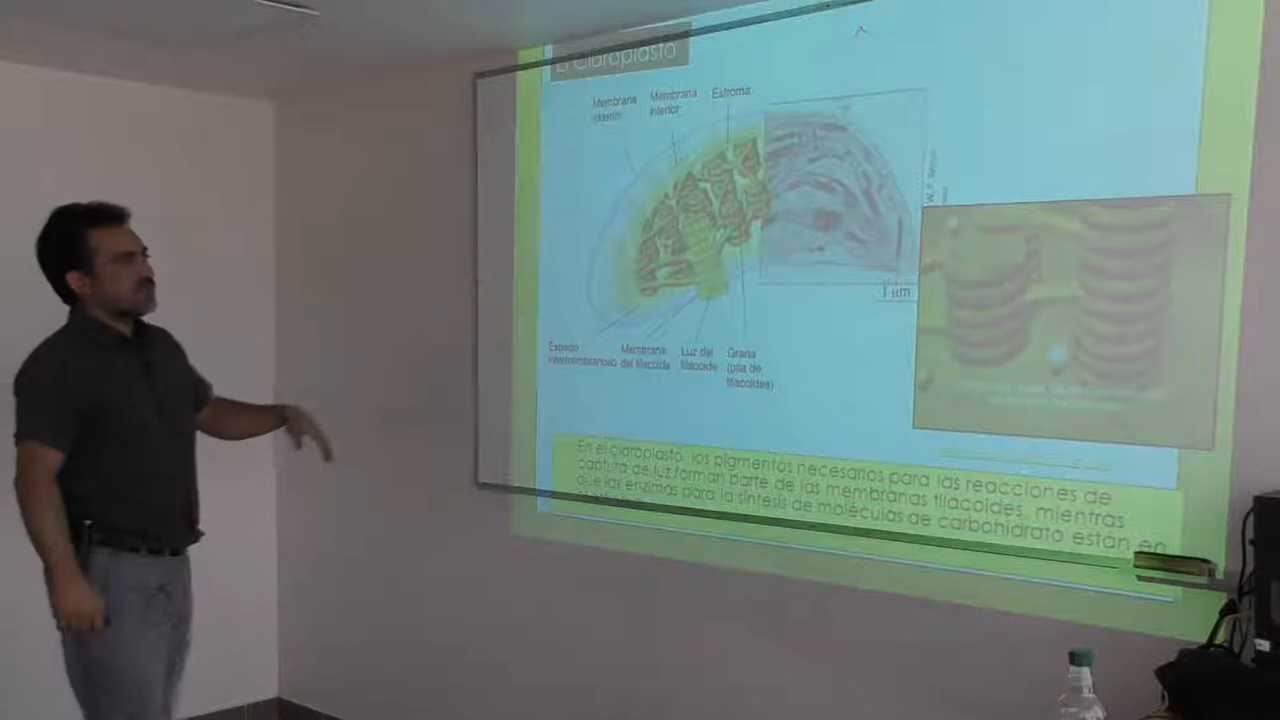 El Cloroplasto
Membrana
Membrana
interior
Estroma
1 μm
Espacio
intermembranoso
Membrana
del tilacoide
Luz del
tilacoide
Grana
(pila de
tilacoides)
En el cloroplasto, los pigmentos necesarios para las reacciones de
captura de luz forman parte de las membranas tilacoides, mientras
que las enzimas para la síntesis de moléculas de carbohidrato están en